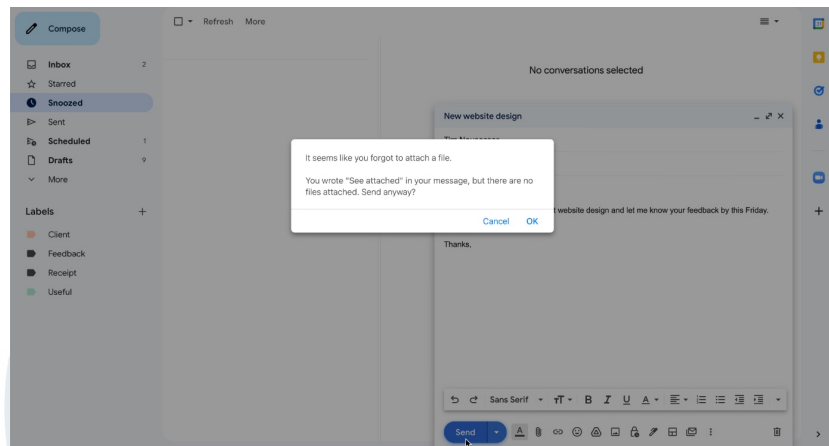 Compose
Refresh More
Inbox 2
Starred
Snoozed
Sent
Scheduled 1
Drafts 9
More
Labels
Client
Feedback
Receipt
Useful
No conversations selected
New website design
It seems like you forgot to attach a file.
You wrote "See attached" in your message, but there are no
files attached. Send anyway?
Cancel OK
website design and let me know your feedback by this Friday.
Thanks,
Sans Serif
Send